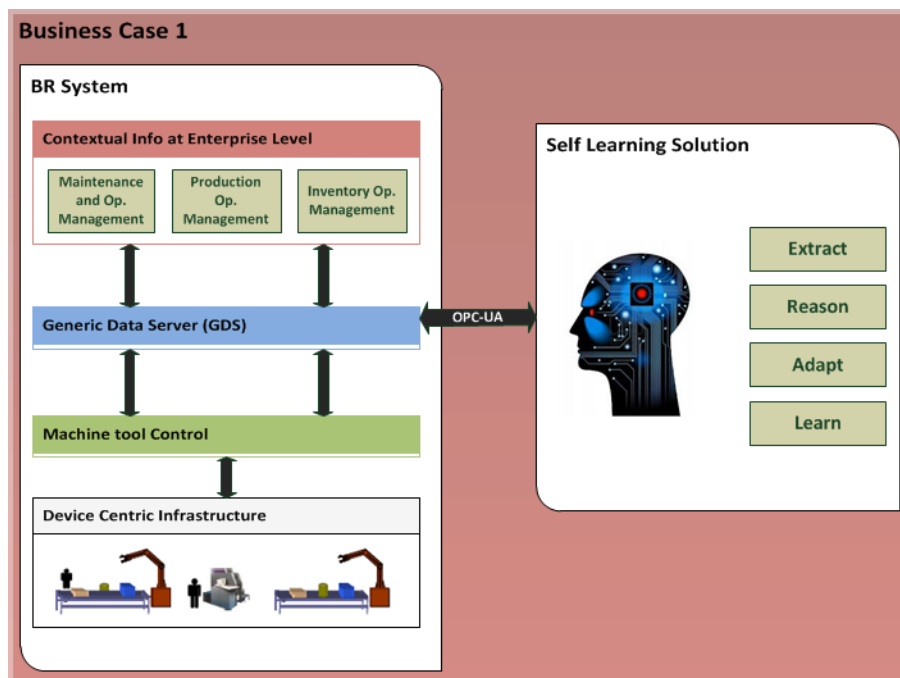 Business Case 1
BR System
Contextual Info at Enterprise Level
Maintenance
and Op.
Management
Production
Op.
Management
Inventory Op.
Management
Generic Data Server (GDS)
OPC-UA
Machine tool Control
Device Centric Infrastructure
Self Learning Solution
Extract
Reason
Adapt
Learn